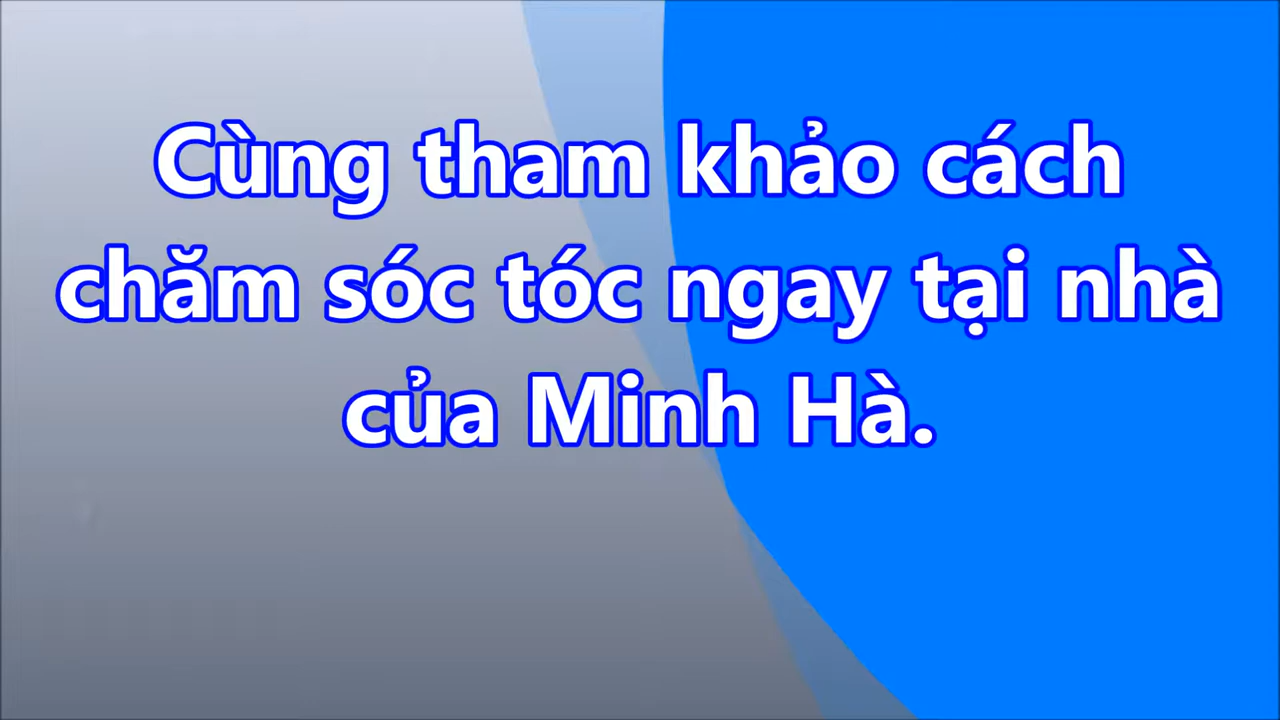 Cùng tham khảo cách
chăm sóc tóc ngay tại nhà
của Minh Hà.